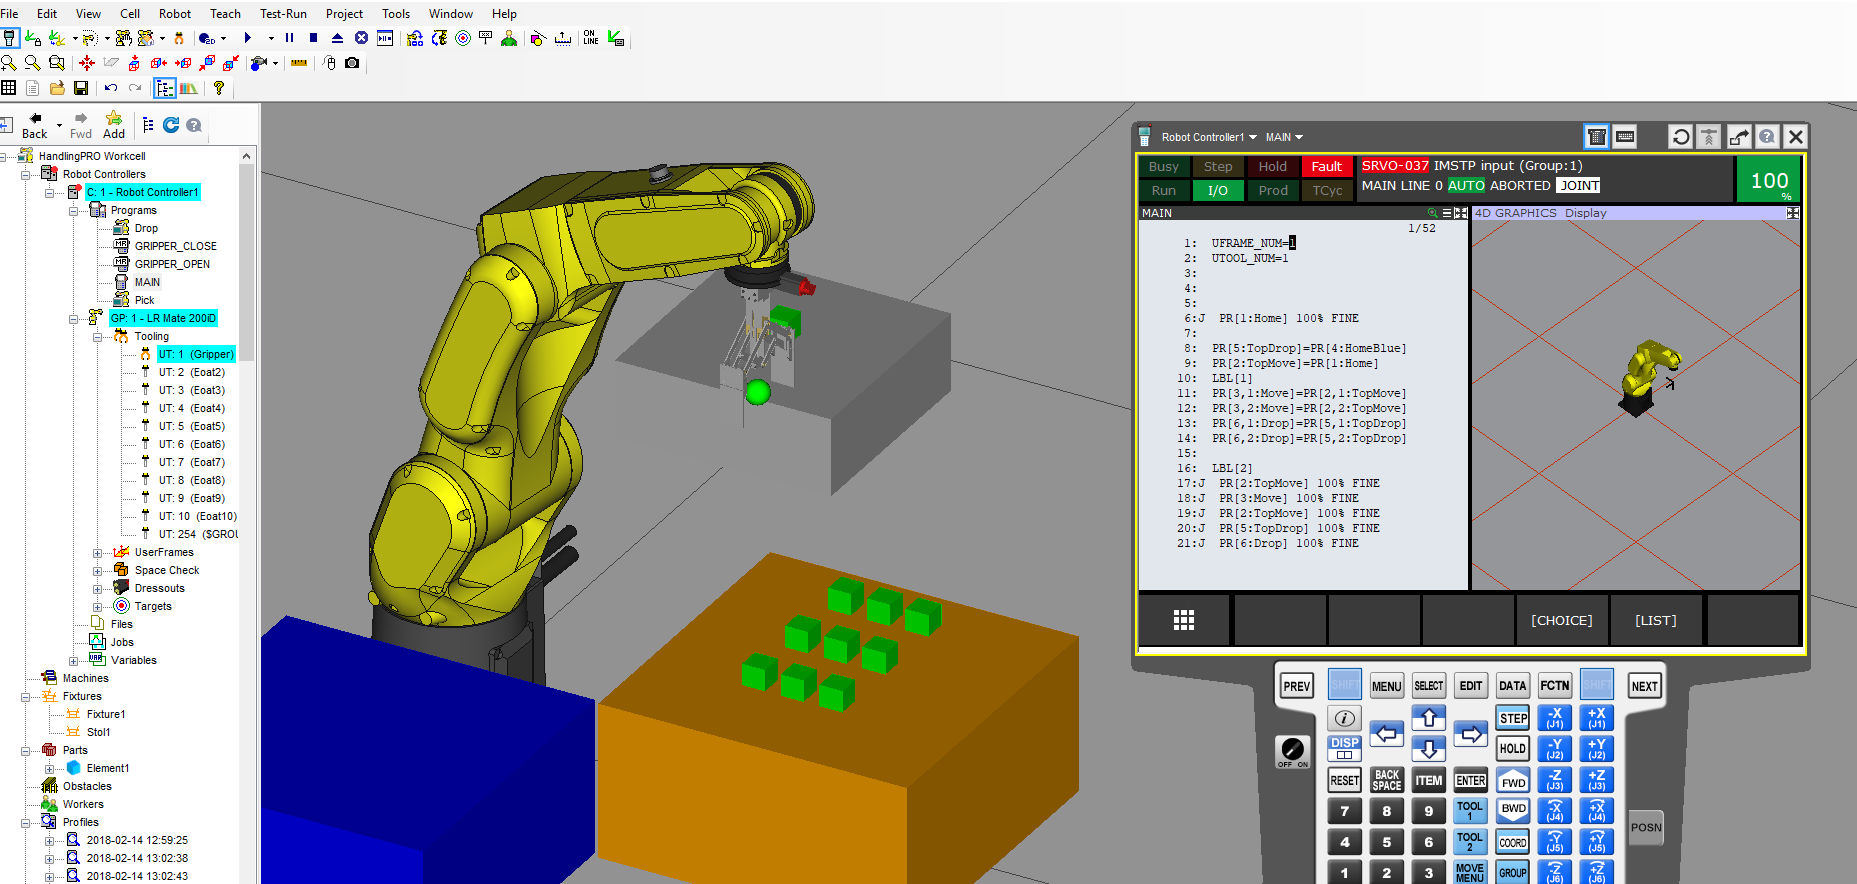 File Edit View Cell Robot Teach Test-Run Project Tools Window Help
2D
ON
LINE
Back Fwd Add
HandlingPRO Workcell
Robot Controllers
C: 1 - Robot Controller1
Programs
Drop
MR GRIPPER_CLOSE
MR GRIPPER_OPEN
MAIN
Pick
GP: 1 - LR Mate 200iD
Tooling
UT: 1 (Gripper)
UT: 2 (Eoat2)
UT: 3 (Eoat3)
UT: 4 (Eoat4)
UT: 5 (Eoat5)
UT: 6 (Eoat6)
UT: 7 (Eoat7)
UT: 8 (Eoat8)
UT: 9 (Eoat9)
UT: 10 (Eoat10)
UT: 254 ($GROU
UserFrames
Space Check
Dressouts
Targets
Files
Jobs
VAR Variables
Machines
Fixtures
Fixture1
Stol1
Parts
Element1
Obstacles
Workers
Profiles
2018-02-14 12:59:25
2018-02-14 13:02:38
2018-02-14 13:02:43
Robot Controller1 MAIN
Busy Step Hold Fault SRVO-037 IMSTP input (Group:1)
Run I/O Prod TCyc MAIN LINE 0 AUTO ABORTED JOINT
100 %
MAIN
4D GRAPHICS Display
1/52
1: UFRAME_NUM=1
2: UTOOL_NUM=1
3:
4:
5:
6:J PR[1:Home] 100% FINE
7:
8: PR[5:TopDrop]=PR[4:HomeBlue]
9: PR[2:TopMove]=PR[1:Home]
10: LBL[1]
11: PR[3,1:Move]=PR[2,1:TopMove]
12: PR[3,2:Move]=PR[2,2:TopMove]
13: PR[6,1:Drop]=PR[5,1:TopDrop]
14: PR[6,2:Drop]=PR[5,2:TopDrop]
15:
16: LBL[2]
17:J PR[2:TopMove] 100% FINE
18:J PR[3:Move] 100% FINE
19:J PR[2:TopMove] 100% FINE
20:J PR[5:TopDrop] 100% FINE
21:J PR[6:Drop] 100% FINE
[CHOICE] [LIST]
PREV SHIFT MENU SELECT EDIT DATA FCTN SHIFT NEXT
i STEP -X (J1) +X (J1)
OFF ON DISP HOLD -Y (J2) +Y (J2)
RESET BACK SPACE ITEM ENTER FWD -Z (J3) +Z (J3)
7 8 9 TOOL 1 BWD -X (J4) +X (J4)
4 5 6 TOOL 2 COORD -Y (J5) +Y (J5)
POSN
1 2 3 MOVE MENU GROUP -Z (J6) +Z (J6)